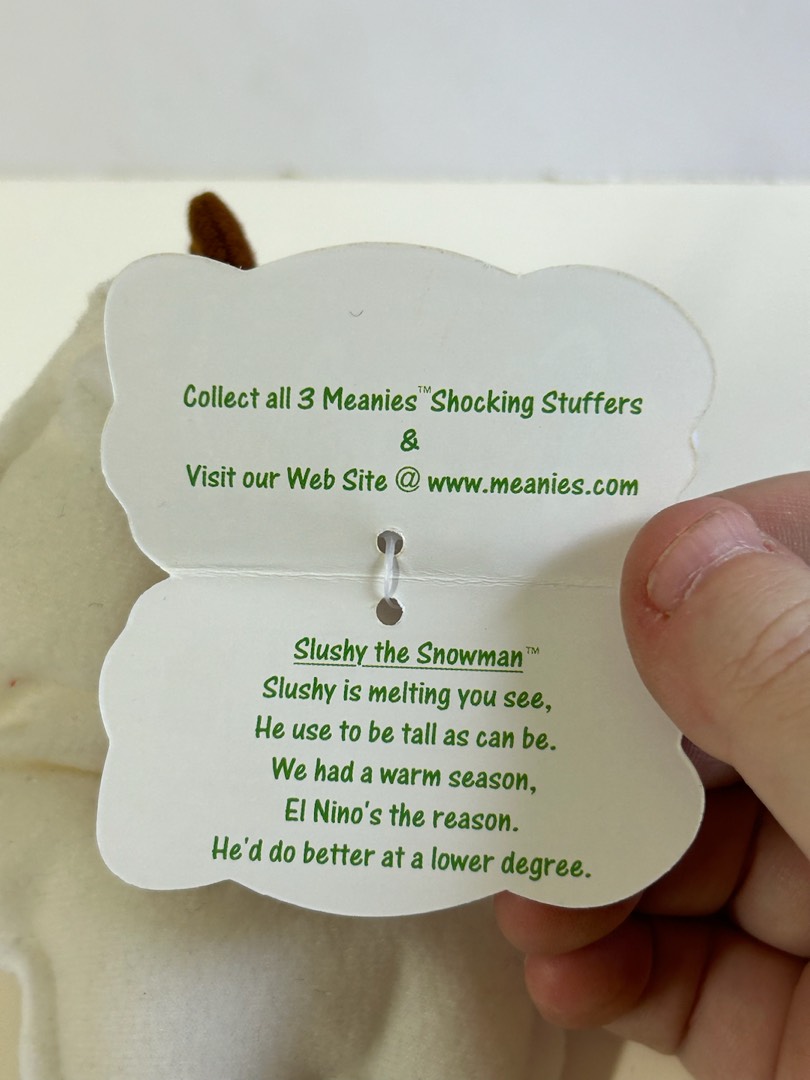 Collect all 3 Meanies™ Shocking Stuffers
&
Visit our Web Site @ www.meanies.com
Slushy the Snowman™
Slushy is melting you see,
He use to be tall as can be.
We had a warm season,
El Nino's the reason.
He'd do better at a lower degree.